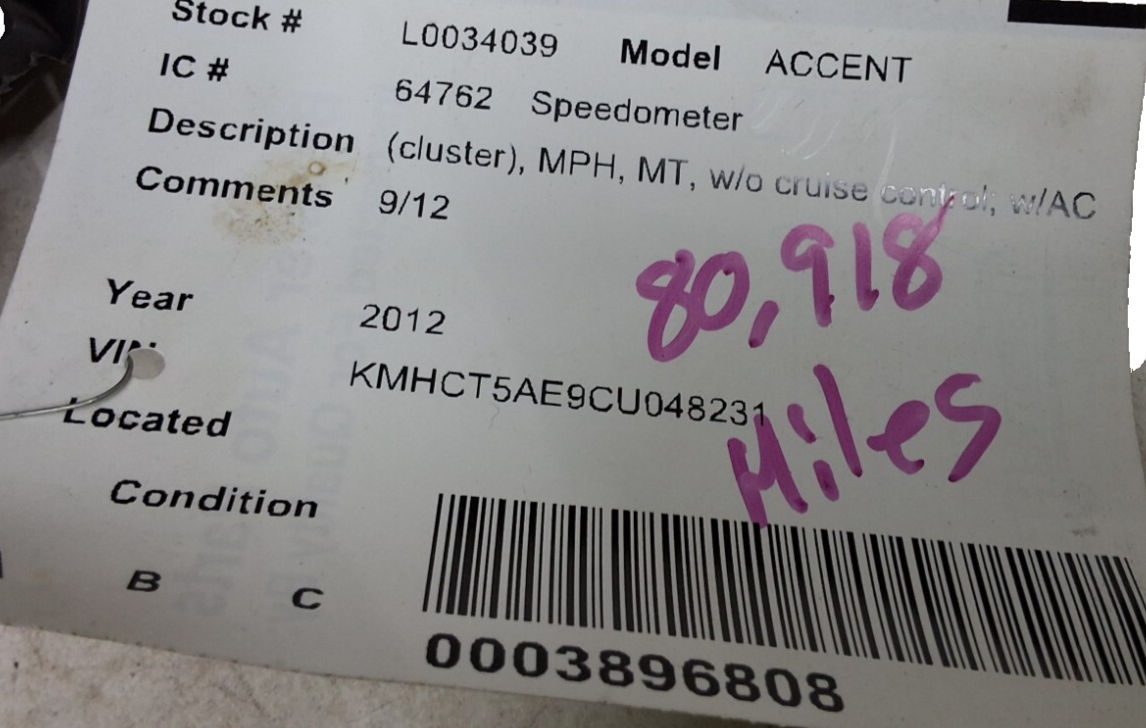 Stock # L0034039 Model ACCENT
IC # 64762 Speedometer
Description (cluster), MPH, MT, w/o cruise control; w/AC
Comments 9/12
80,918
Year 2012
VIN KMHCT5AE9CU048231
Miles
Located
Condition
B C
0003896808